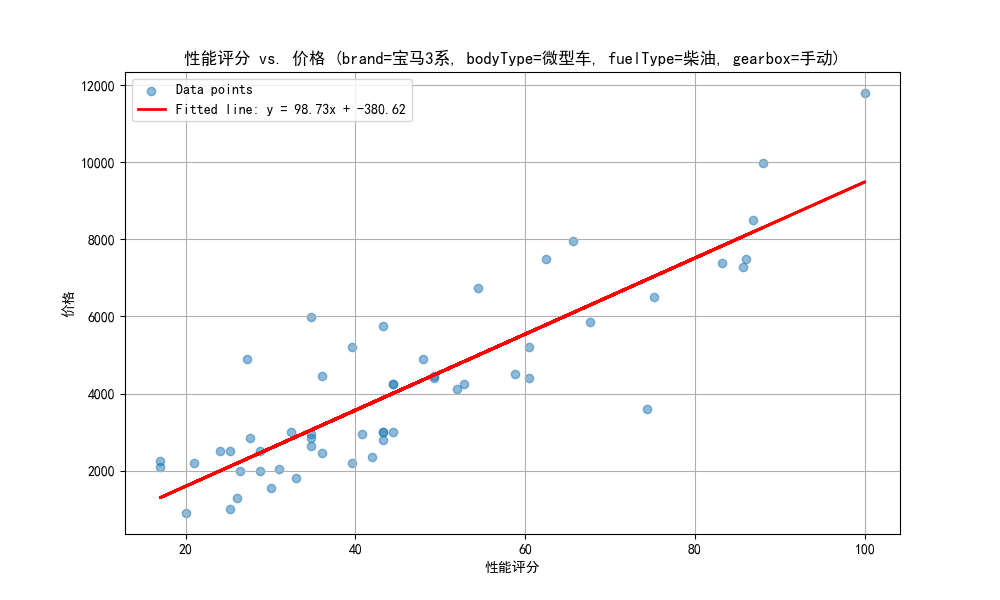 性能评分 vs. 价格 (brand=宝马3系, bodyType=微型车, fuelType=柴油, gearbox=手动)
Data points
Fitted line: y = 98.73x + -380.62
12000
10000
8000
6000
4000
2000
价格
20 40 60 80 100
性能评分